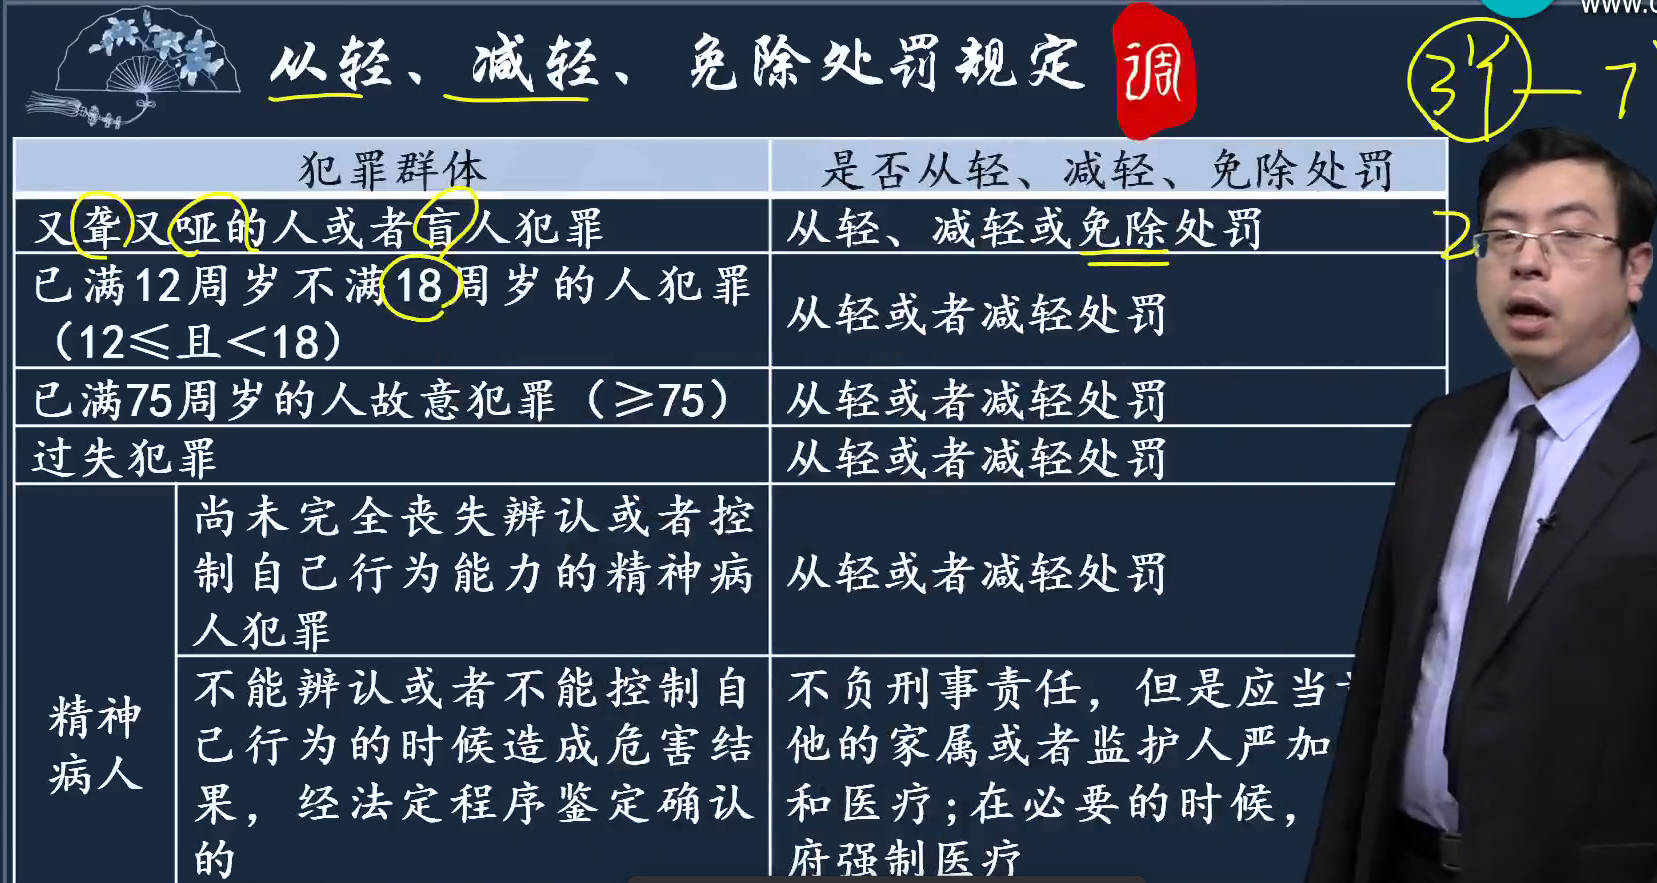 www.
从轻、减轻、免除处罚规定 调
3个—7
犯罪群体
是否从轻、减轻、免除处罚
又聋又哑的人或者盲人犯罪
从轻、减轻或免除处罚
2
已满12周岁不满18周岁的人犯罪
（12≤且＜18）
从轻或者减轻处罚
已满75周岁的人故意犯罪（≥75）
从轻或者减轻处罚
过失犯罪
从轻或者减轻处罚
精神
病人
尚未完全丧失辨认或者控
制自己行为能力的精神病
人犯罪
从轻或者减轻处罚
不能辨认或者不能控制自
己行为的时候造成危害结
果，经法定程序鉴定确认
的
不负刑事责任，但是应当
他的家属或者监护人严加
和医疗;在必要的时候，
府强制医疗